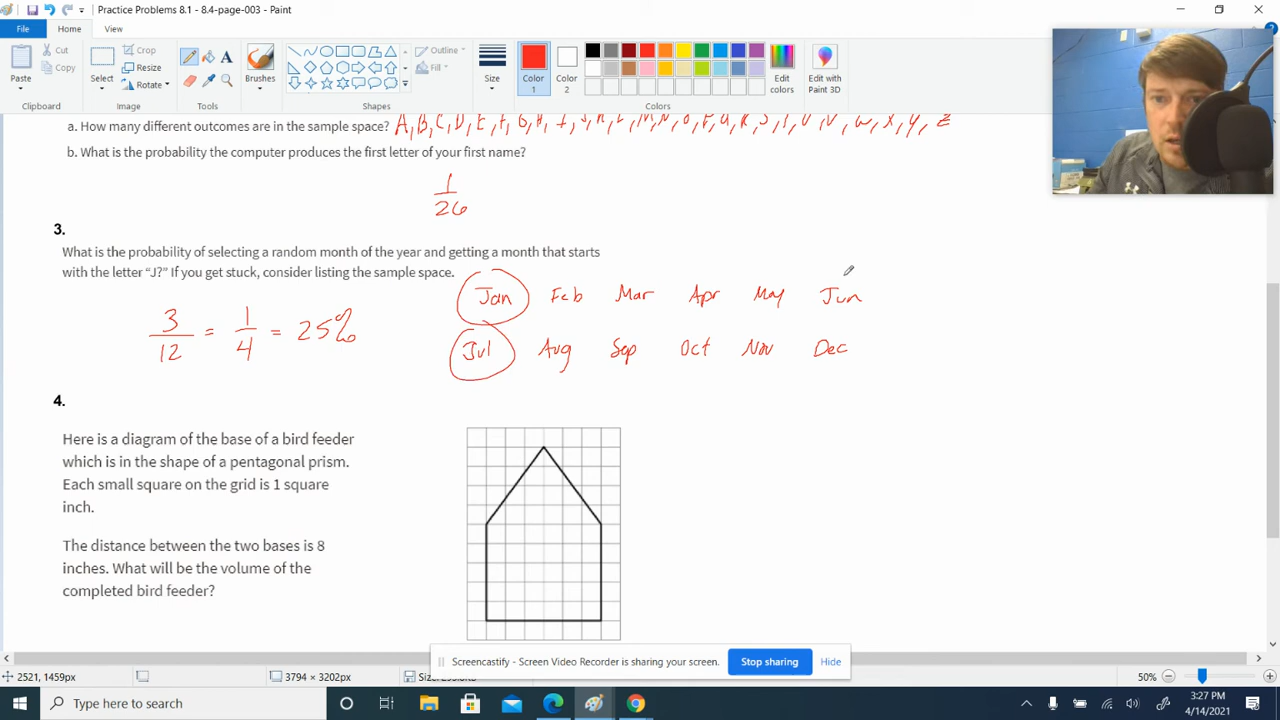 Practice Problems 8.1 - 8.4-page-003 - Paint
File Home View
Cut Crop Outline
Copy Resize Fill
Paste Select Rotate Brushes Size Color 1 Color 2 Edit colors Edit with Paint 3D
Clipboard Image Tools Shapes Colors
a. How many different outcomes are in the sample space? A, B, C, D, E, F, G, H, I, J, K, L, M, N, O, P, Q, R, S, T, U, V, W, X, Y, Z
b. What is the probability the computer produces the first letter of your first name?
1
26
3.
What is the probability of selecting a random month of the year and getting a month that starts
with the letter “J?” If you get stuck, consider listing the sample space.
Jan Feb Mar Apr May Jun
3/12 = 1/4 = 25%
Jul Aug Sep Oct Nov Dec
4.
Here is a diagram of the base of a bird feeder
which is in the shape of a pentagonal prism.
Each small square on the grid is 1 square
inch.
The distance between the two bases is 8
inches. What will be the volume of the
completed bird feeder?
Screencastify - Screen Video Recorder is sharing your screen. Stop sharing Hide
2521, 1459px 3794 × 3202px 50%
Type here to search
3:27 PM
4/14/2021